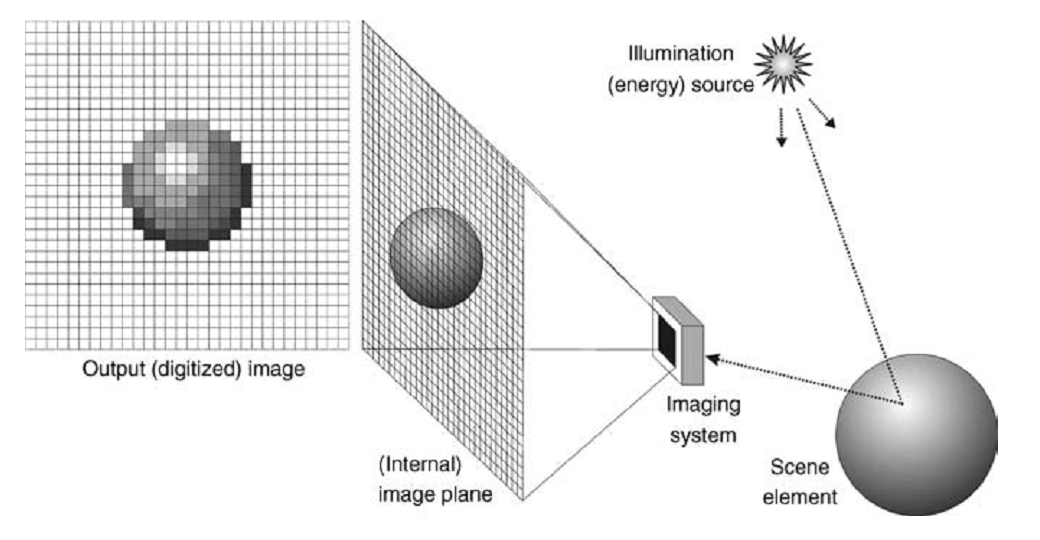 Illumination
(energy) source
Output (digitized) image
Imaging
system
(Internal)
image plane
Scene
element